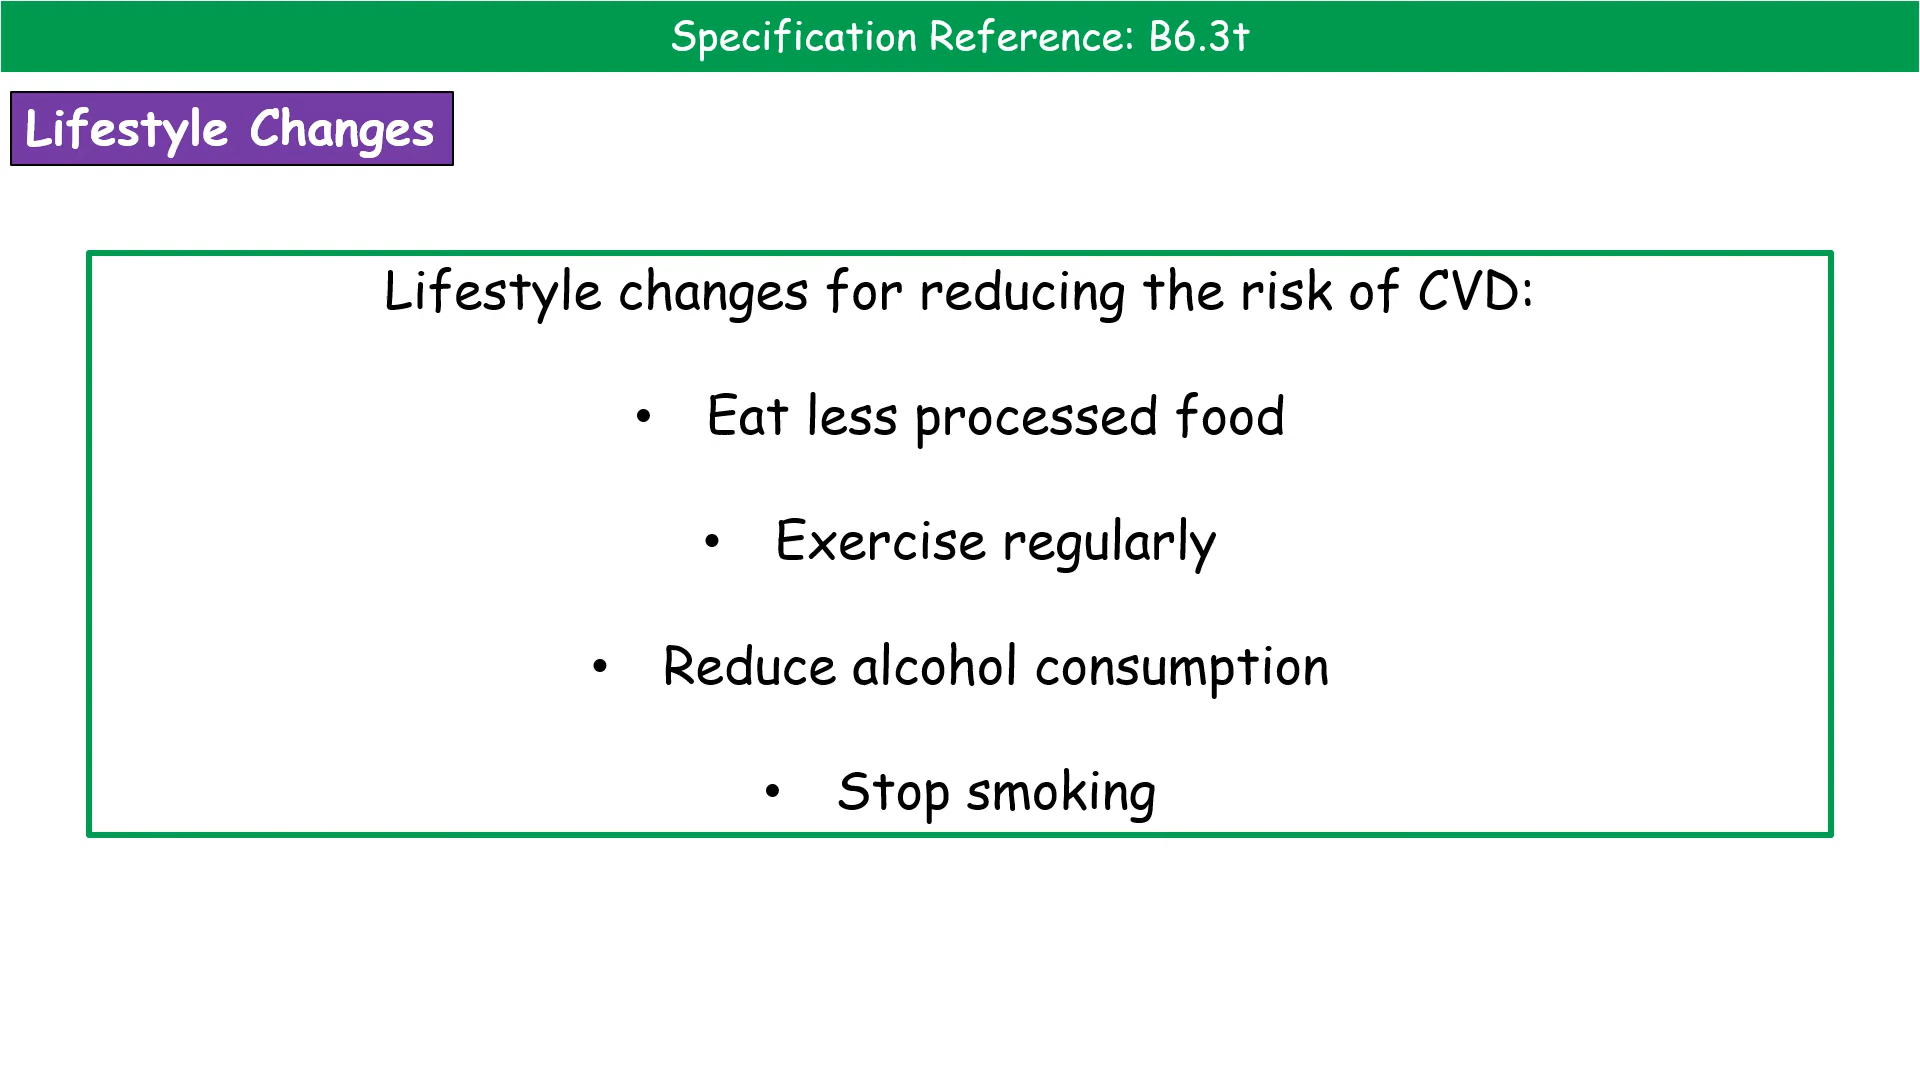 Specification Reference: B6.3t
Lifestyle Changes
Lifestyle changes for reducing the risk of CVD:
• Eat less processed food
• Exercise regularly
• Reduce alcohol consumption
• Stop smoking